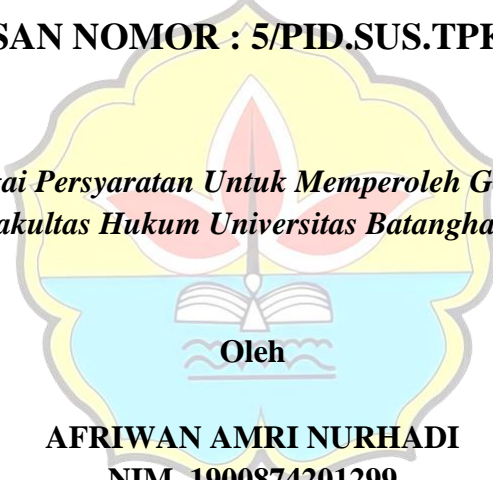 SAN NOMOR : 5/PID.SUS.TPK
ai Persyaratan Untuk Memperoleh G
akultas Hukum Universitas Batangha
Oleh
AFRIWAN AMRI NURHADI
NIM. 1900874201299